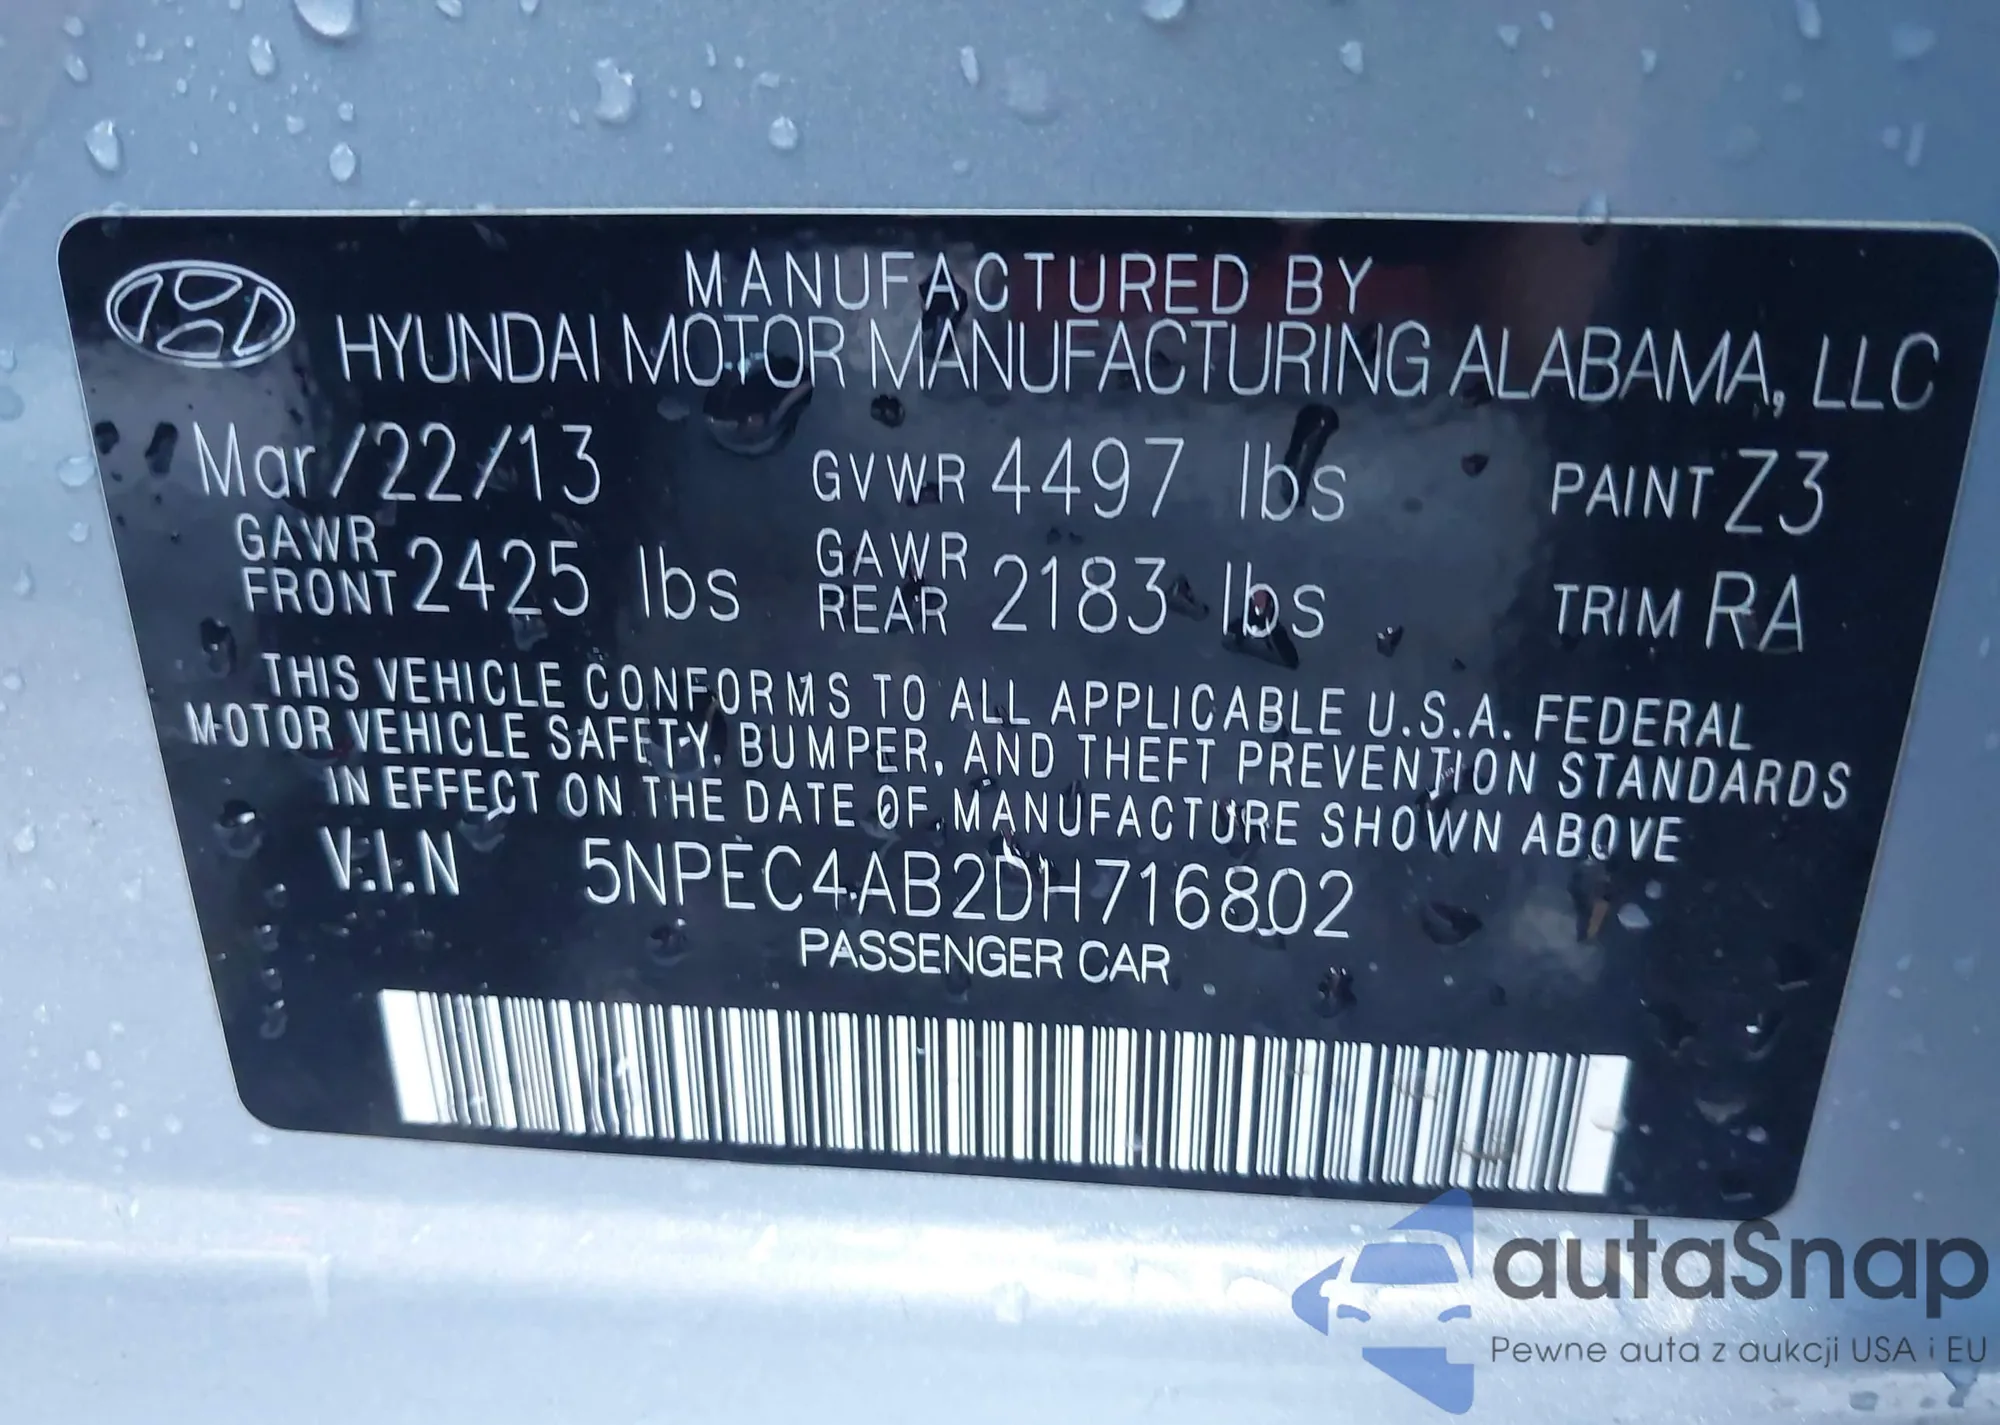 MANUFACTURED BY
HYUNDAI MOTOR MANUFACTURING ALABAMA, LLC
Mar/22/13 GVWR 4497 lbs PAINT Z3
GAWR FRONT 2425 lbs GAWR REAR 2183 lbs TRIM RA
THIS VEHICLE CONFORMS TO ALL APPLICABLE U.S.A. FEDERAL
MOTOR VEHICLE SAFETY, BUMPER, AND THEFT PREVENTION STANDARDS
IN EFFECT ON THE DATE OF MANUFACTURE SHOWN ABOVE
V.I.N 5NPEC4AB2DH716802
PASSENGER CAR
autaSnap
Pewne auta z aukcji USA i EU